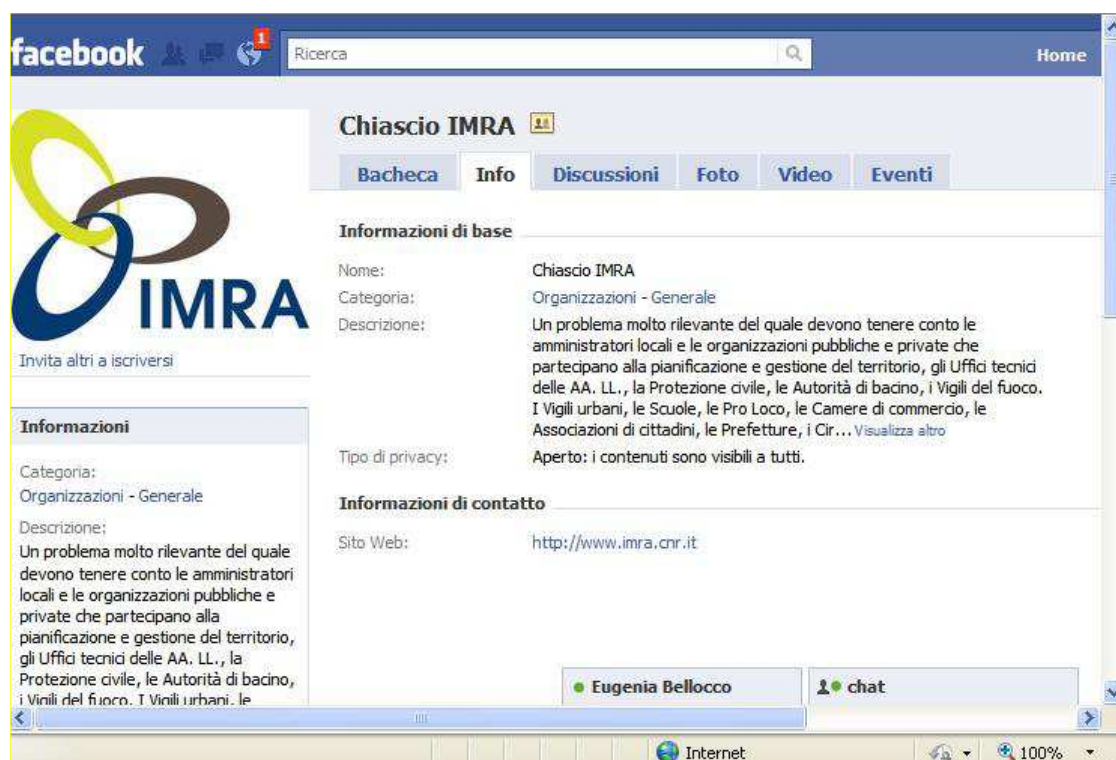 facebook
1
Ricerca
Home
IMRA
Invita altri a iscriversi
Informazioni
Categoria:
Organizzazioni - Generale
Descrizione:
Un problema molto rilevante del quale
devono tenere conto le amministratori
locali e le organizzazioni pubbliche e
private che partecipano alla
pianificazione e gestione del territorio,
gli Uffici tecnici delle AA. LL., la
Protezione civile, le Autorità di bacino,
i Vigili del fuoco. I Vigili urbani, le
Chiascio IMRA
Bacheca Info Discussioni Foto Video Eventi
Informazioni di base
Nome: Chiascio IMRA
Categoria: Organizzazioni - Generale
Descrizione: Un problema molto rilevante del quale devono tenere conto le
amministratori locali e le organizzazioni pubbliche e private che
partecipano alla pianificazione e gestione del territorio, gli Uffici tecnici
delle AA. LL., la Protezione civile, le Autorità di bacino, i Vigili del fuoco.
I Vigili urbani, le Scuole, le Pro Loco, le Camere di commercio, le
Associazioni di cittadini, le Prefetture, i Cir... Visualizza altro
Tipo di privacy: Aperto: i contenuti sono visibili a tutti.
Informazioni di contatto
Sito Web: http://www.imra.cnr.it
Eugenia Bellocco
chat
Internet
100%